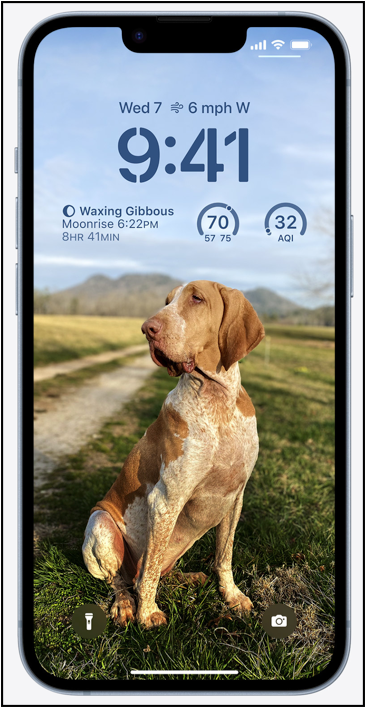 Wed 7 6 mph W
9:41
Waxing Gibbous
Moonrise 6:22PM
8HR 41MIN
70
57 75
32
AQI